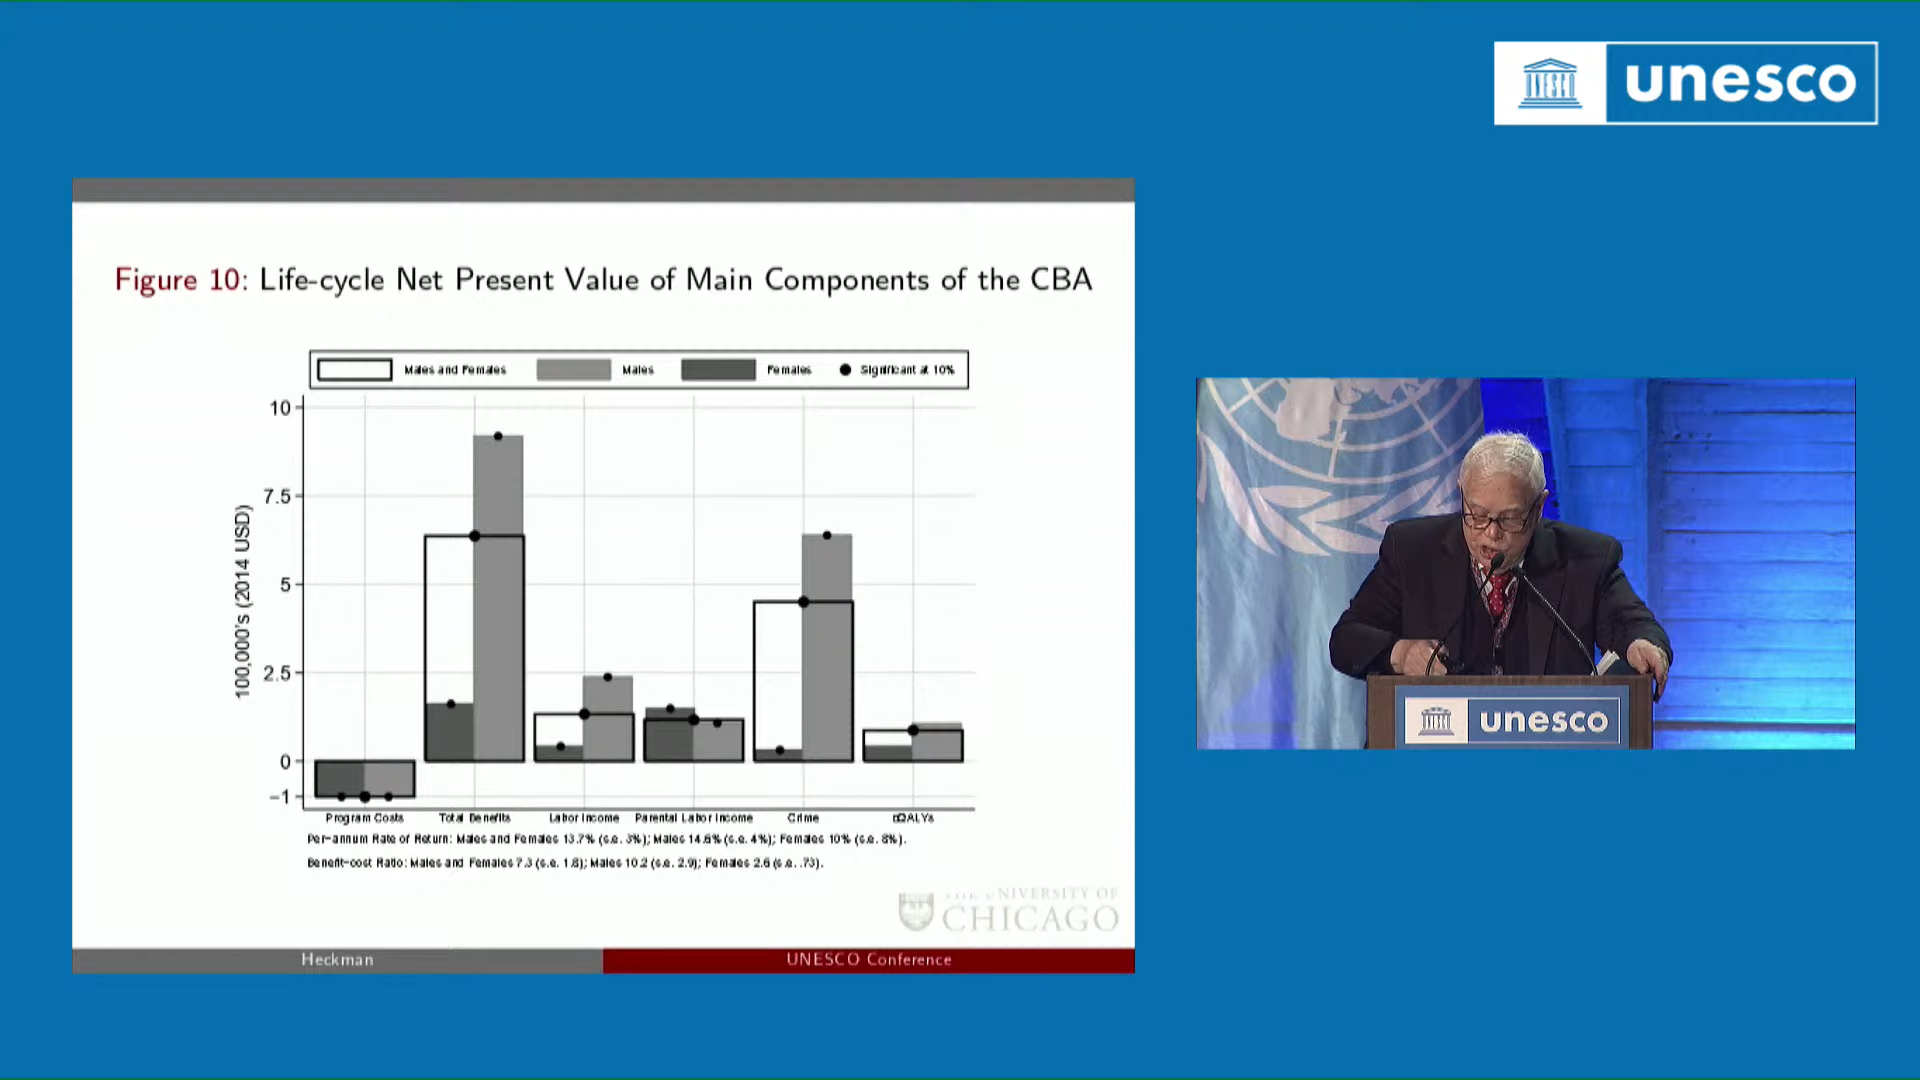 unesco
Figure 10: Life-cycle Net Present Value of Main Components of the CBA
Males and Females Males Females Significant at 10%
10
7.5
5
2.5
0
−1
100,000's (2014 USD)
Program Costs Total Benefits Labor Income Parental Labor Income Crime QALYs
Per−annum Rate of Return: Males and Females 13.7% (s.e. 3%); Males 14.6% (s.e. 4%); Females 10% (s.e. 8%).
Benefit−cost Ratio: Males and Females 7.3 (s.e. 1.8); Males 10.2 (s.e. 2.9); Females 2.6 (s.e. .73).
THE UNIVERSITY OF
CHICAGO
Heckman UNESCO Conference
unesco